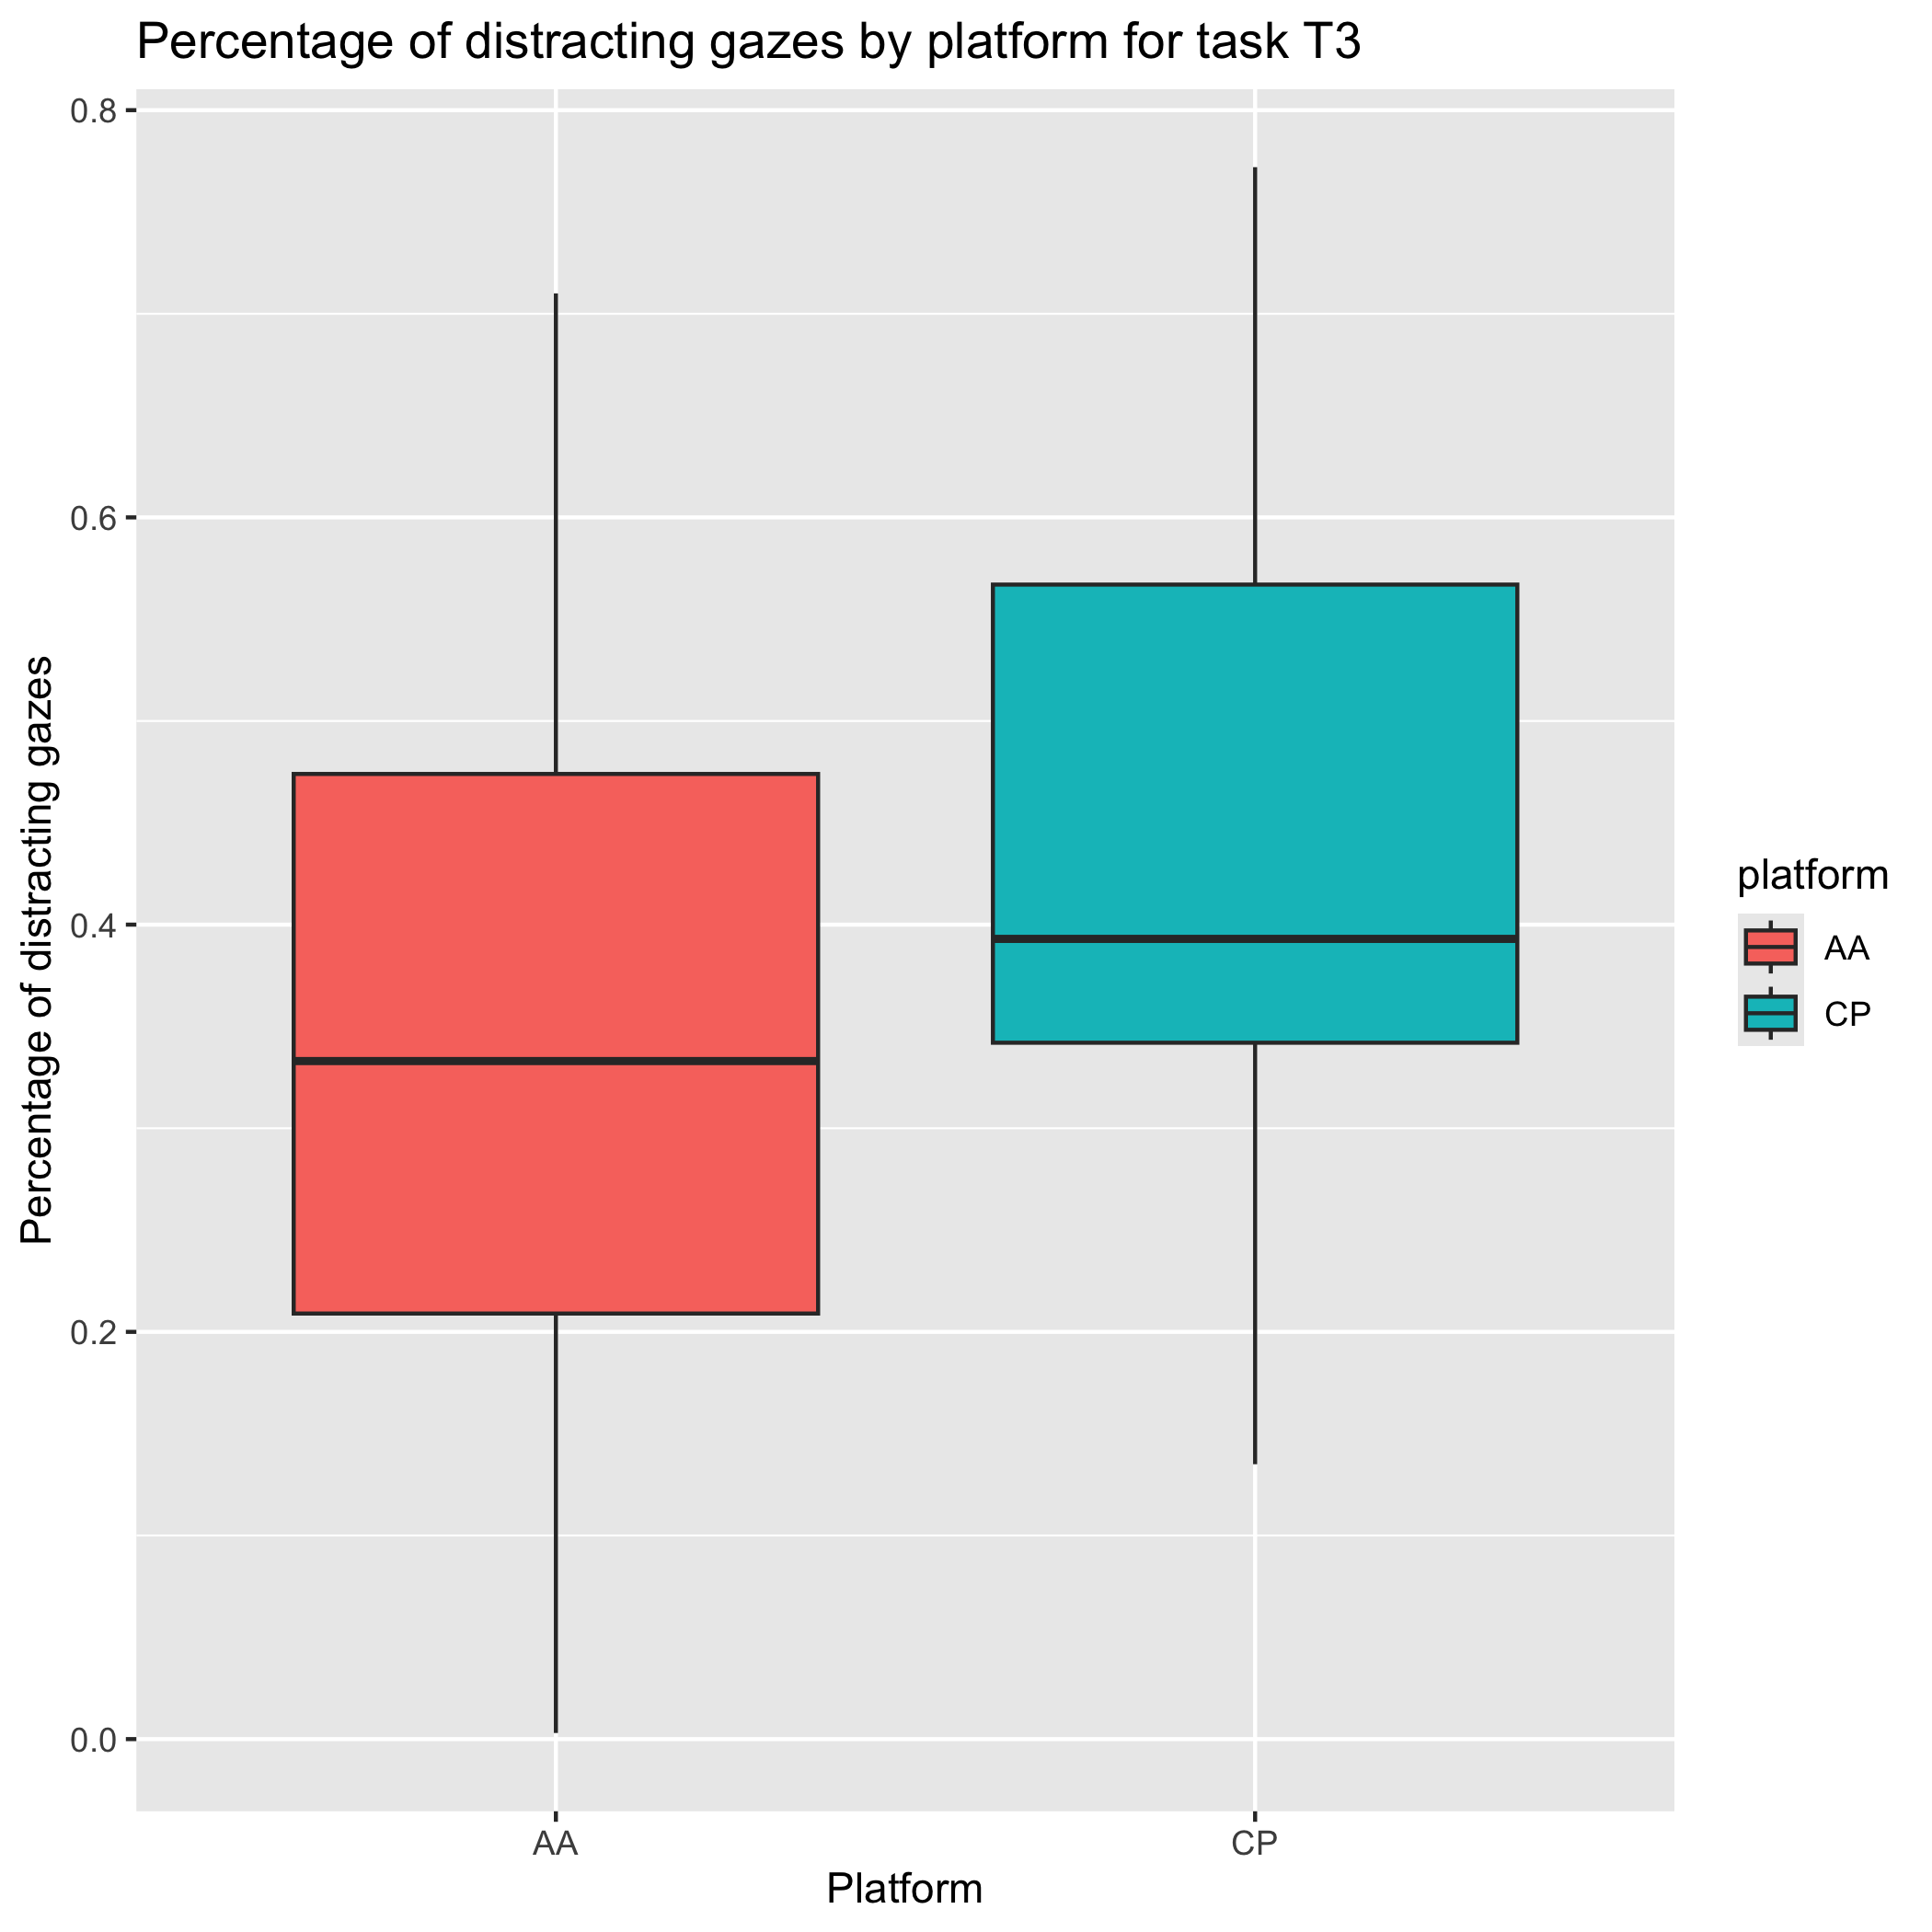 Percentage of distracting gazes by platform for task T3
Percentage of distracting gazes
0.8
0.6
0.4
0.2
0.0
AA
CP
Platform
platform
AA
CP